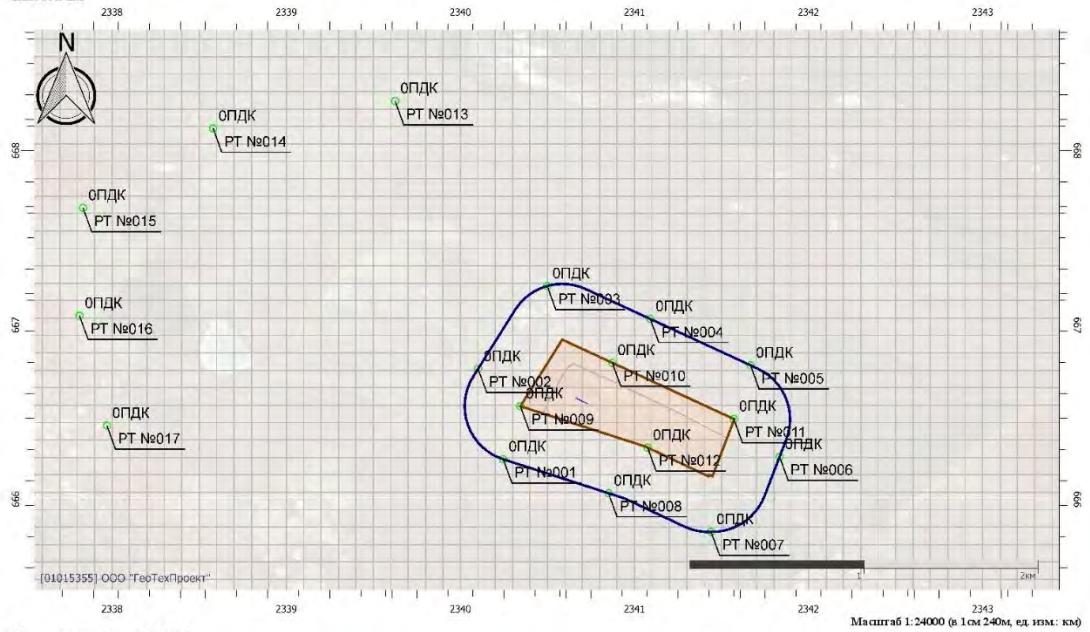 2338 2339 2340 2341 2342 2343
N
0ПДК
РТ №013
0ПДК
РТ №014
668
668
0ПДК
РТ №015
0ПДК
РТ №003
0ПДК
РТ №016
0ПДК
РТ №004
667
667
0ПДК
РТ №002
0ПДК
РТ №010
0ПДК
РТ №005
0ПДК
РТ №009
0ПДК
РТ №011
0ПДК
РТ №017
0ПДК
РТ №012
0ПДК
РТ №006
0ПДК
РТ №001
0ПДК
РТ №008
666
666
0ПДК
РТ №007
[01015355] ООО "ГеоТехПроект"
1 2км
2338 2339 2340 2341 2342 2343
Масштаб 1:24000 (в 1см 240м, ед. изм.: км)